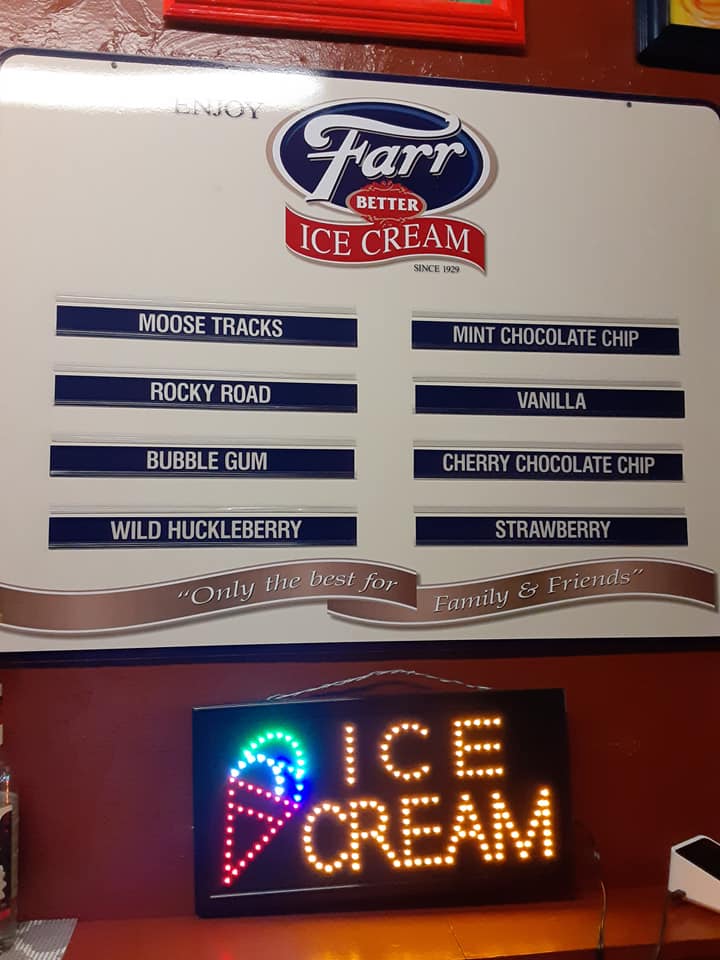 ENJOY
Farr
BETTER
ICE CREAM
SINCE 1929
MOOSE TRACKS
ROCKY ROAD
BUBBLE GUM
WILD HUCKLEBERRY
MINT CHOCOLATE CHIP
VANILLA
CHERRY CHOCOLATE CHIP
STRAWBERRY
"Only the best for Family & Friends"
ICE
CREAM